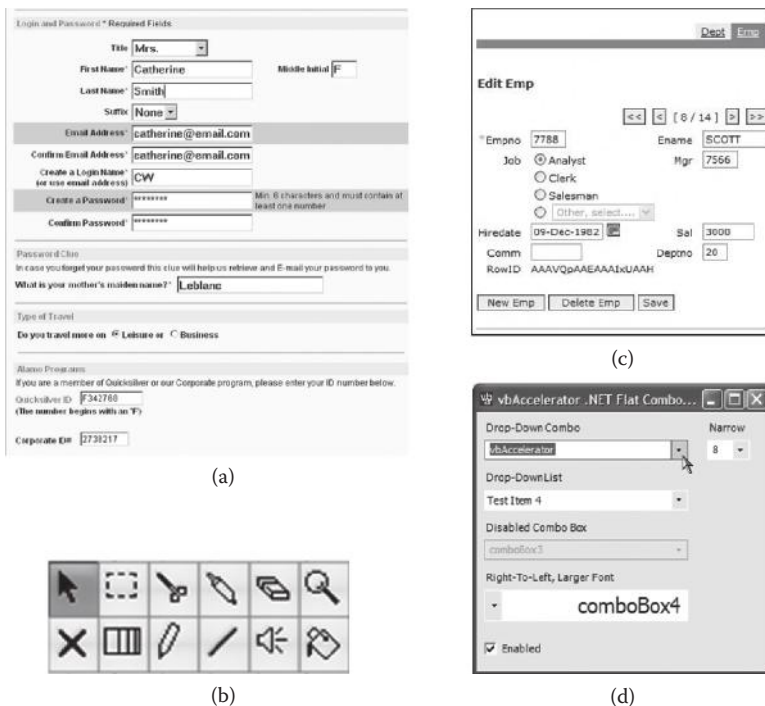 Login and Password * Required Fields
Title Mrs.
First Name* Catherine Middle Initial F
Last Name* Smith
Suffix None
Email Address* catherine@email.com
Confirm Email Address* catherine@email.com
Create a Login Name* CW
(or use email address)
Create a Password* ******** Min. 6 characters and must contain at
least one number
Confirm Password* ********
Password Clue
In case you forget your password this clue will help us retrieve and E-mail your password to you.
What is your mother's maiden name?* Leblanc
Type of Travel
Do you travel more on Leisure or Business
Alamo Programs
If you are a member of Quicksilver or our Corporate program, please enter your ID number below.
Quicksilver ID F342760
(The number begins with an 'F')
Corporate ID# 2738217
(a)
(b)
Dept Emp
Edit Emp
<< < [ 8 / 14 ] > >>
*Empno 7788 Ename SCOTT
Job Analyst Mgr 7566
Clerk
Salesman
Other, select....
Hiredate 09-Dec-1982 Sal 3000
Comm Deptno 20
RowID AAAVQpAAEAAAIxUAAH
New Emp Delete Emp Save
(c)
vbAccelerator .NET Flat Combo...
Drop-Down Combo Narrow
vbAccelerator 8
Drop-DownList
Test Item 4
Disabled Combo Box
comboBox3
Right-To-Left, Larger Font
comboBox4
Enabled
(d)